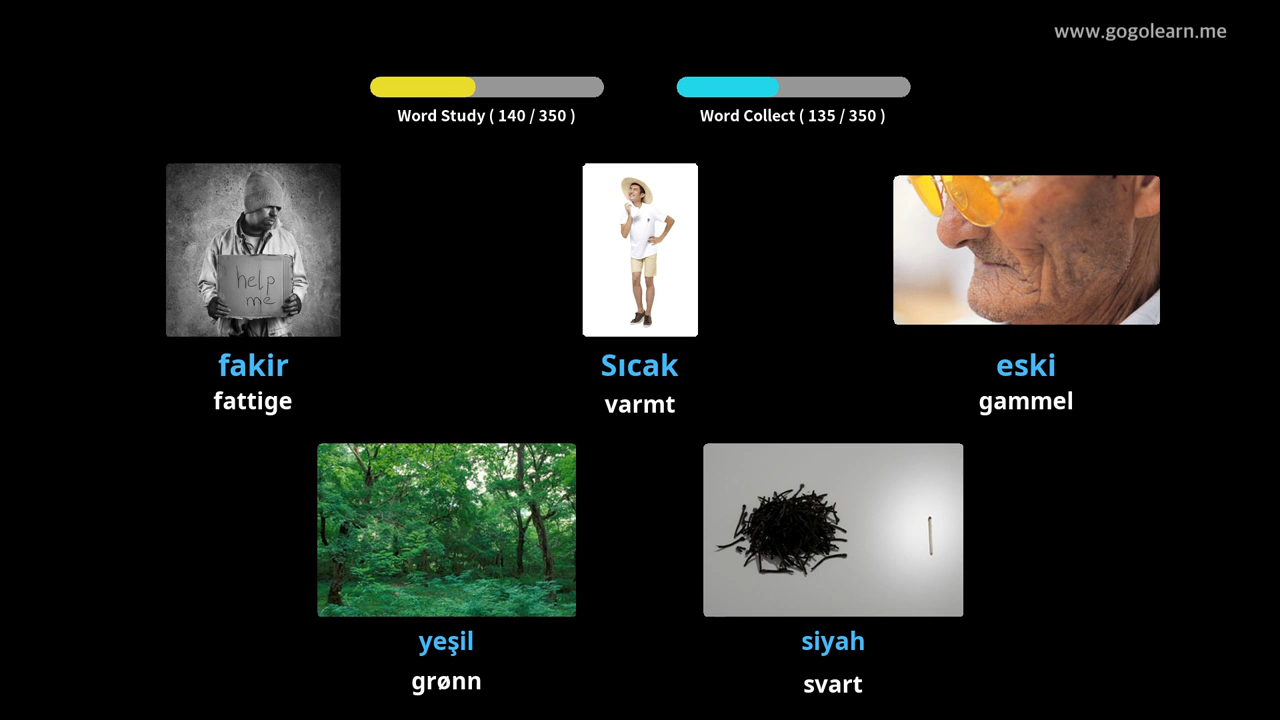 www.gogolearn.me
Word Study ( 140 / 350 )
Word Collect ( 135 / 350 )
help
me
fakir
fattige
Sıcak
varmt
eski
gammel
yeşil
grønn
siyah
svart